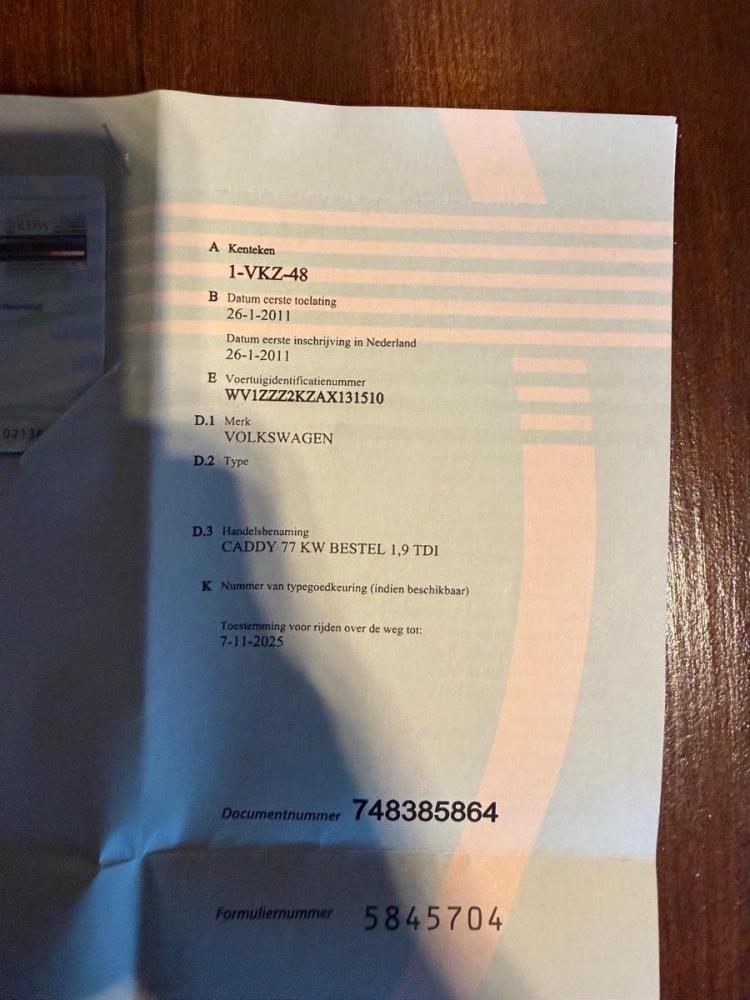 RDW
A Kenteken
1-VKZ-48
B Datum eerste toelating
26-1-2011
Datum eerste inschrijving in Nederland
26-1-2011
E Voertuigidentificatienummer
WV1ZZZ2KZAX131510
D.1 Merk
VOLKSWAGEN
D.2 Type
D.3 Handelsbenaming
CADDY 77 KW BESTEL 1,9 TDI
K Nummer van typegoedkeuring (indien beschikbaar)
Toestemming voor rijden over de weg tot:
7-11-2025
Documentnummer 748385864
Formuliernummer 5845704